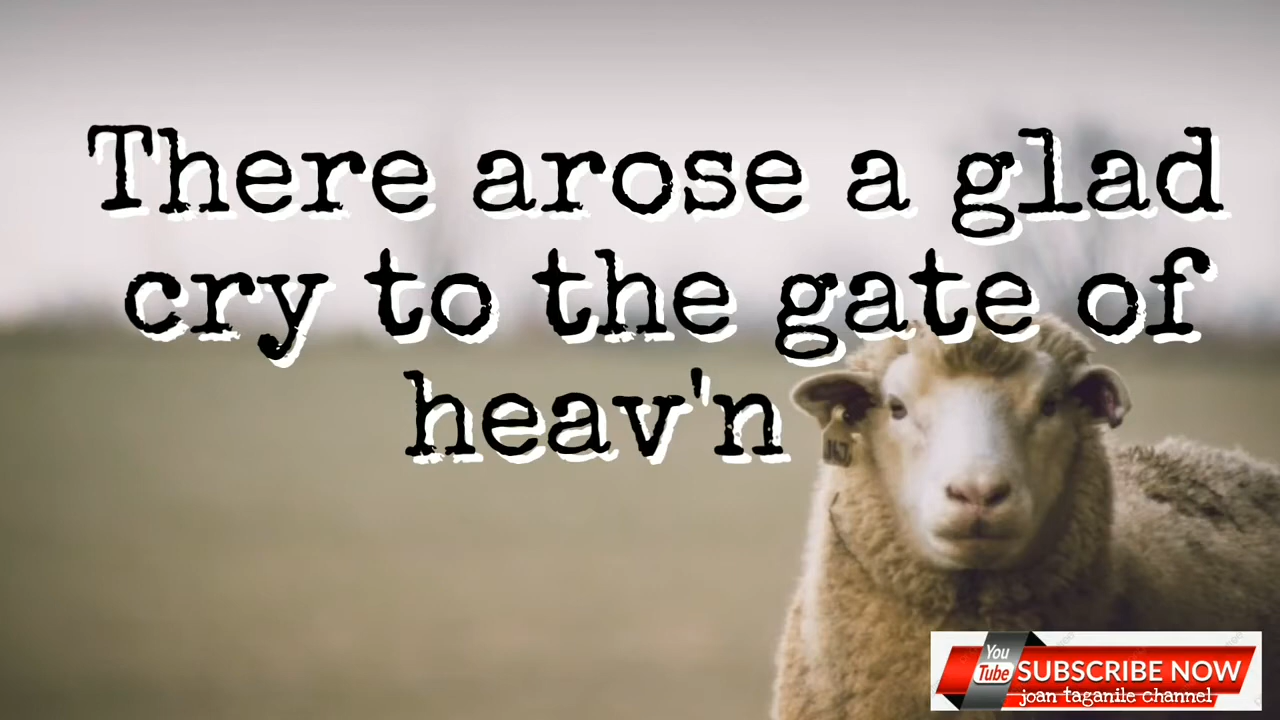 There arose a glad
cry to the gate of
heav'n
You
Tube
SUBSCRIBE NOW
joan taganile channel